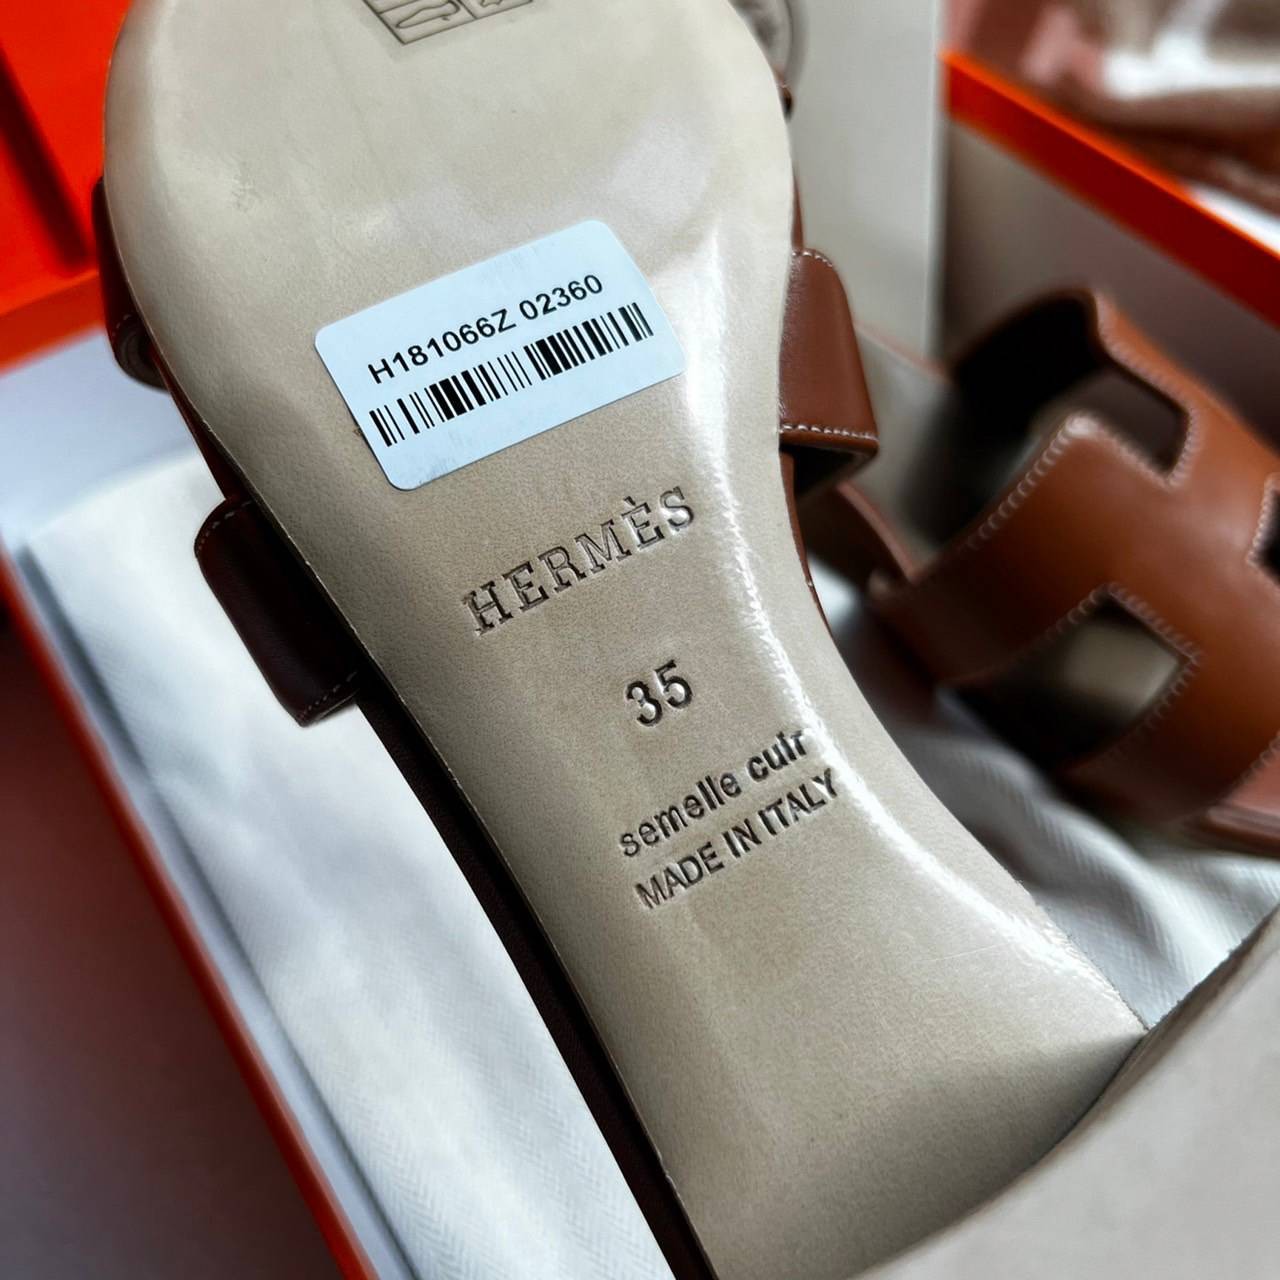 H181066Z 02360
HERMÈS
35
semelle cuir
MADE IN ITALY